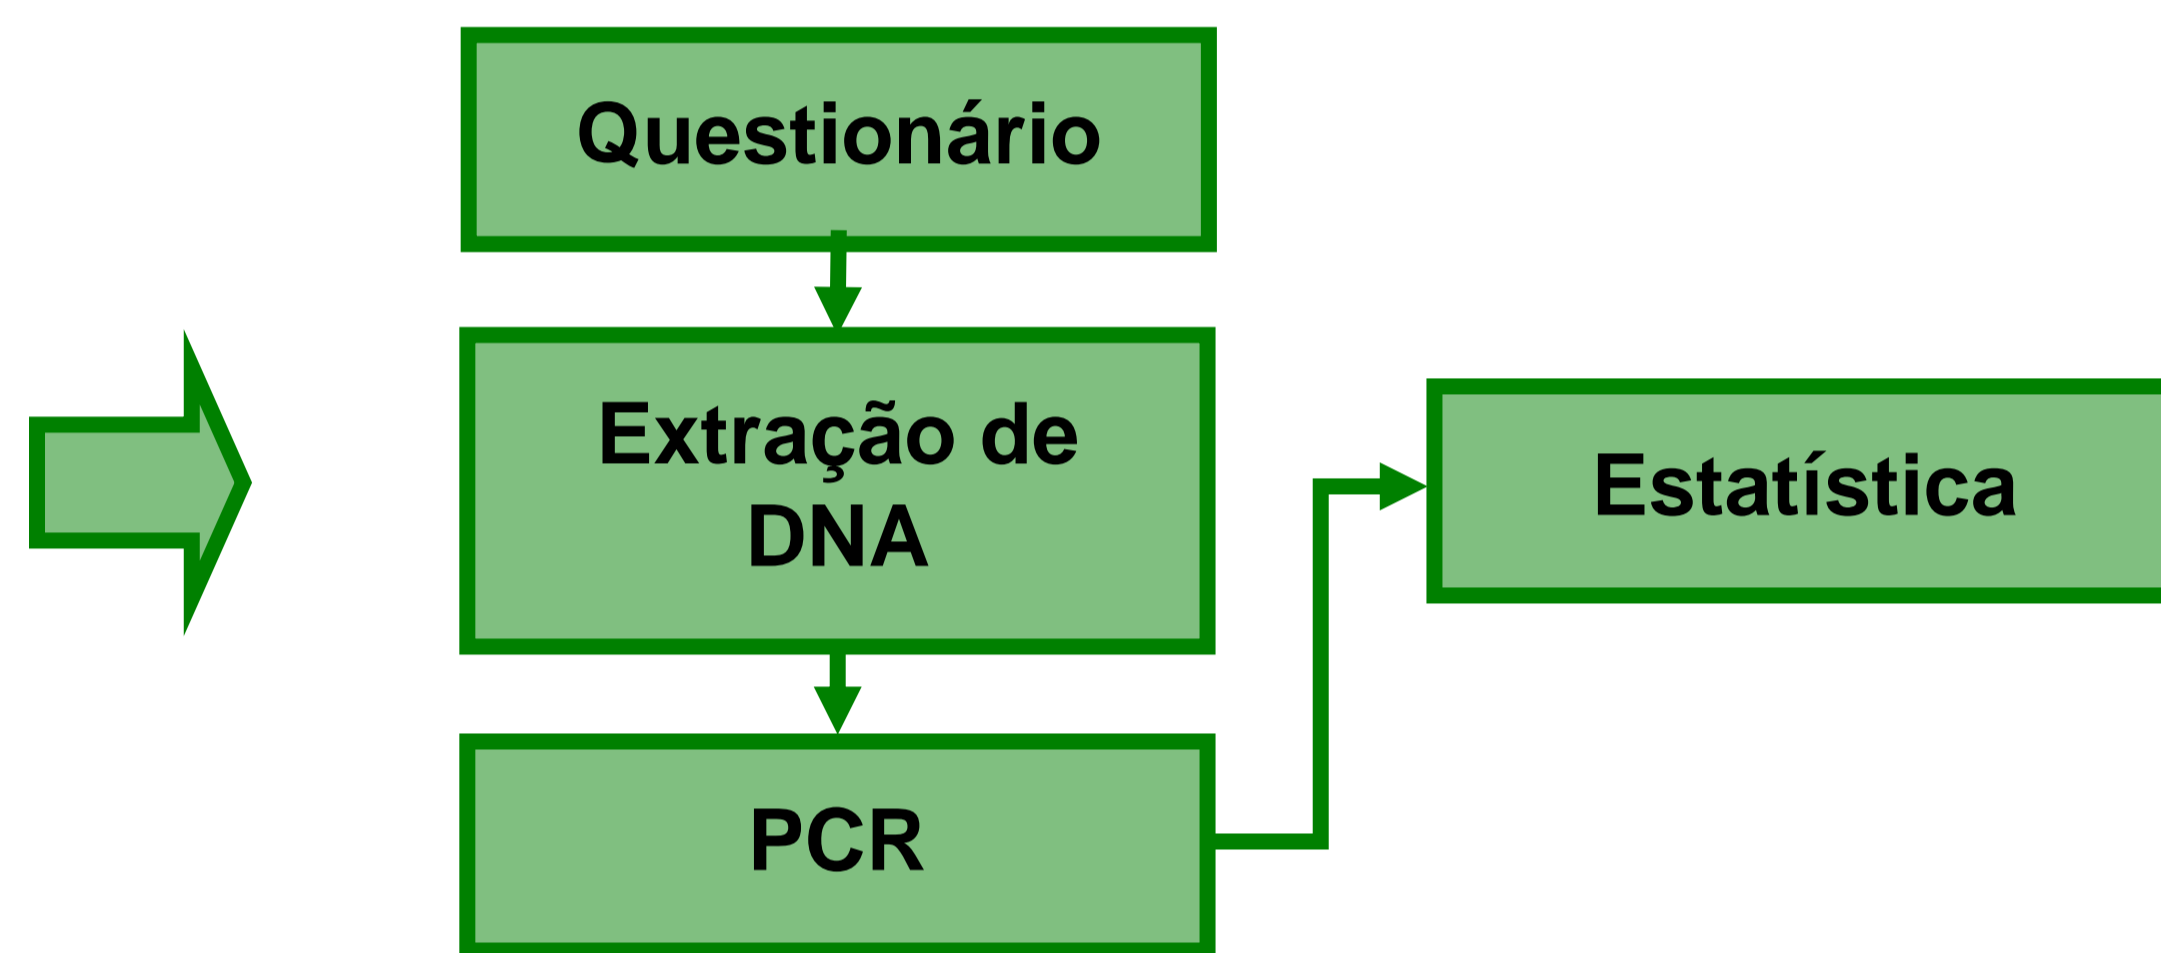 Questionário
Extração de
DNA
PCR
Estatística